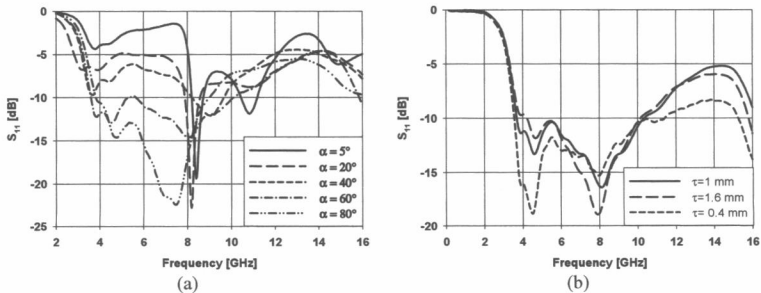 0
-5
-10
-15
-20
-25
S₁₁ [dB]
α = 5°
α = 20°
α = 40°
α = 60°
α = 80°
2 4 6 8 10 12 14 16
Frequency [GHz]
(a)
0
-5
-10
-15
-20
S₁₁ [dB]
τ=1 mm
τ=1.6 mm
τ= 0.4 mm
0 2 4 6 8 10 12 14 16
Frequency [GHz]
(b)